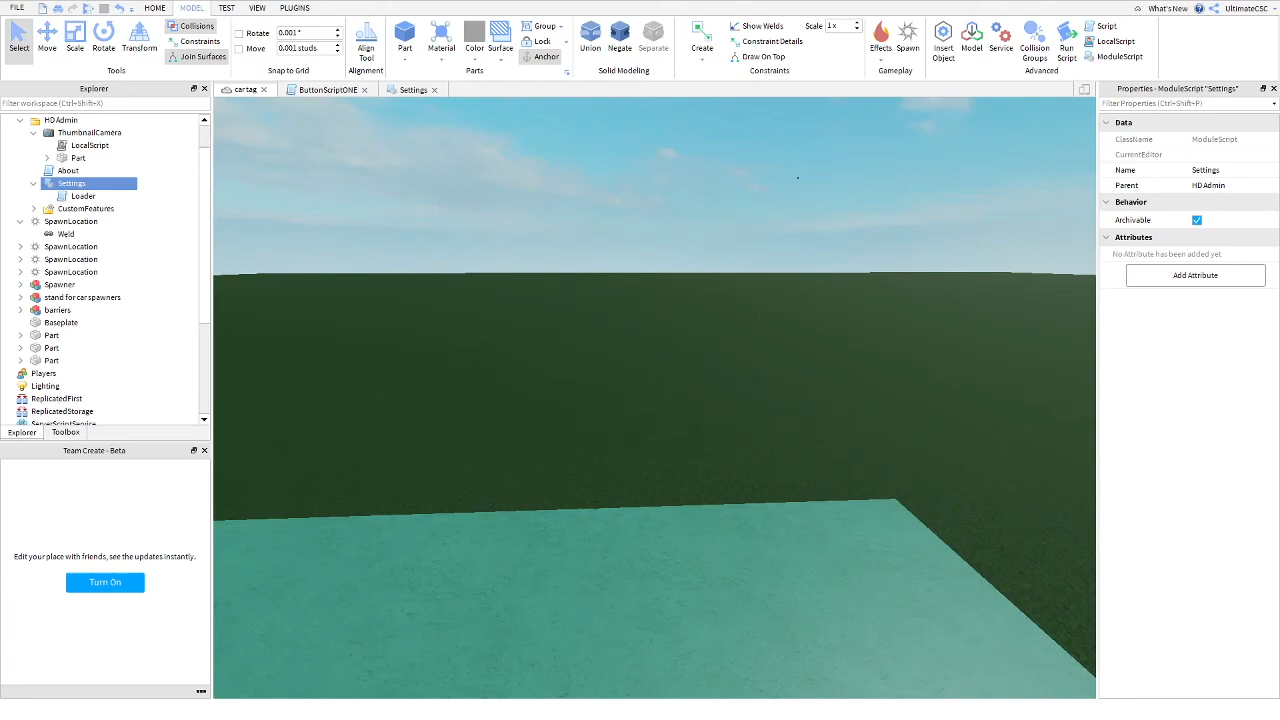 FILE HOME MODEL TEST VIEW PLUGINS What's New UltimateCSC
Select Move Scale Rotate Transform
Collisions
Constraints
Join Surfaces
Tools
Rotate 0.001 °
Move 0.001 studs
Snap to Grid
Align Tool
Alignment
Part Material Color Surface
Group
Lock
Anchor
Parts
Union Negate Separate
Solid Modeling
Create
Show Welds Scale 1 x
Constraint Details
Draw On Top
Constraints
Effects Spawn
Gameplay
Insert Object Model Service Collision Groups Run Script
Script
LocalScript
ModuleScript
Advanced
Explorer
Filter workspace (Ctrl+Shift+X)
HD Admin
ThumbnailCamera
LocalScript
Part
About
Settings
Loader
CustomFeatures
SpawnLocation
Weld
SpawnLocation
SpawnLocation
SpawnLocation
Spawner
stand for car spawners
barriers
Baseplate
Part
Part
Part
Players
Lighting
ReplicatedFirst
ReplicatedStorage
ServerScriptService
Explorer Toolbox
Team Create - Beta
Edit your place with friends, see the updates instantly.
Turn On
cartag ButtonScriptONE Settings
Properties - ModuleScript "Settings"
Filter Properties (Ctrl+Shift+P)
Data
ClassName ModuleScript
CurrentEditor
Name Settings
Parent HD Admin
Behavior
Archivable
Attributes
No Attribute has been added yet
Add Attribute